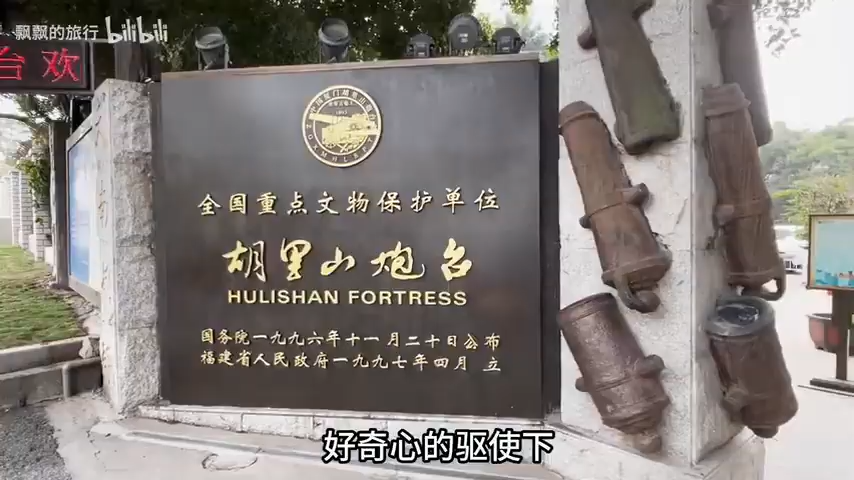 飘飘的旅行 bilibili
台 欢
全国重点文物保护单位
胡里山炮台
HULISHAN FORTRESS
国务院一九九六年十一月二十日公布
福建省人民政府一九九七年四月 立
好奇心的驱使下